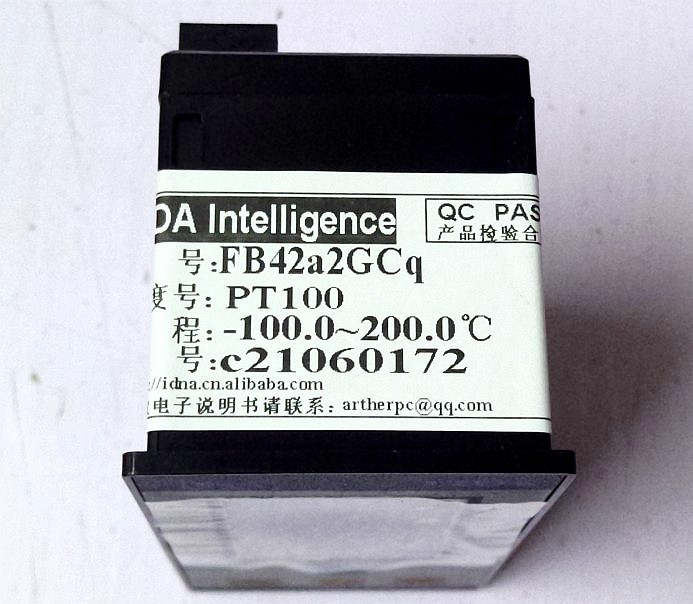 DA Intelligence
QC PAS
产品检验合
号:FB42a2GCq
度号: PT100
程: -100.0~200.0℃
号:c21060172
//idna.cn.alibaba.com
电子说明书请联系: artherpc@qq.com